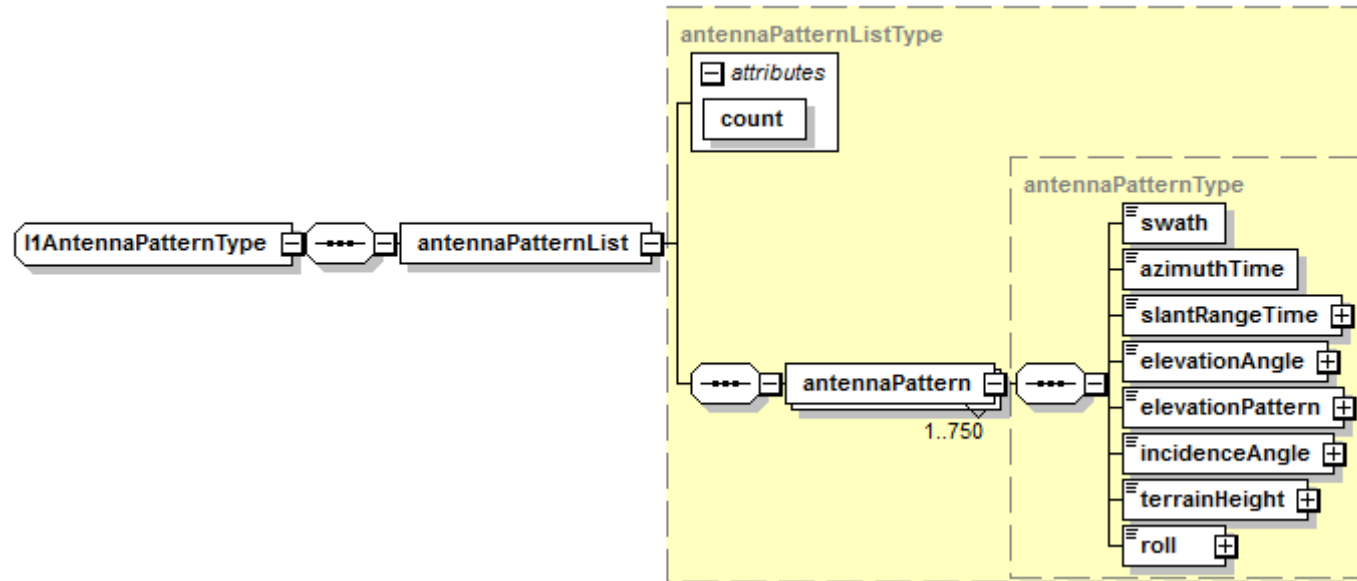 antennaPatternListType
attributes
count
antennaPatternType
swath
l1AntennaPatternType
antennaPatternList
azimuthTime
slantRangeTime
elevationAngle
antennaPattern
elevationPattern
1..750
incidenceAngle
terrainHeight
roll